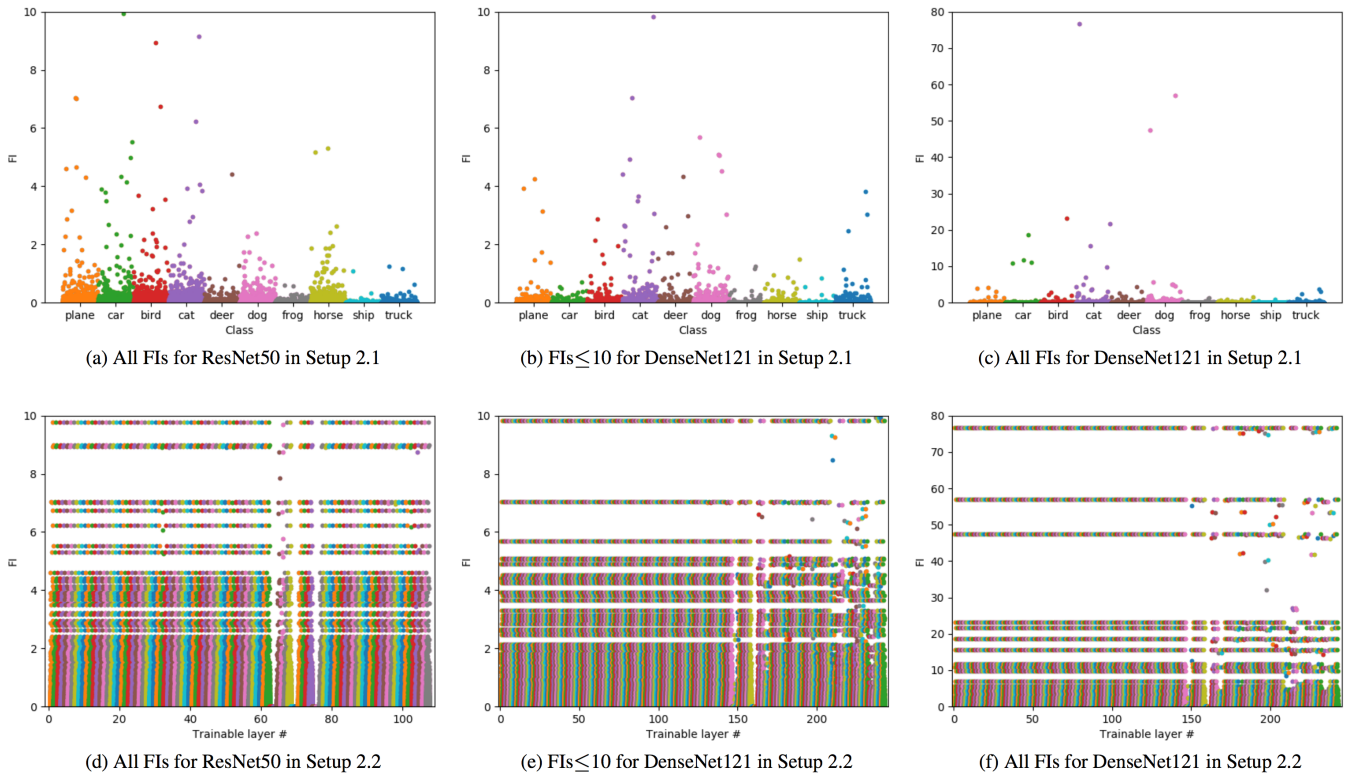 10
8
6
4
2
0
FI
plane car bird cat deer dog frog horse ship truck
Class
(a) All FIs for ResNet50 in Setup 2.1
10
8
6
4
2
0
FI
plane car bird cat deer dog frog horse ship truck
Class
(b) FIs≤10 for DenseNet121 in Setup 2.1
80
70
60
50
40
30
20
10
0
FI
plane car bird cat deer dog frog horse ship truck
Class
(c) All FIs for DenseNet121 in Setup 2.1
10
8
6
4
2
0
FI
0 20 40 60 80 100
Trainable layer #
(d) All FIs for ResNet50 in Setup 2.2
10
8
6
4
2
0
FI
0 50 100 150 200
Trainable layer #
(e) FIs≤10 for DenseNet121 in Setup 2.2
80
70
60
50
40
30
20
10
0
FI
0 50 100 150 200
Trainable layer #
(f) All FIs for DenseNet121 in Setup 2.2